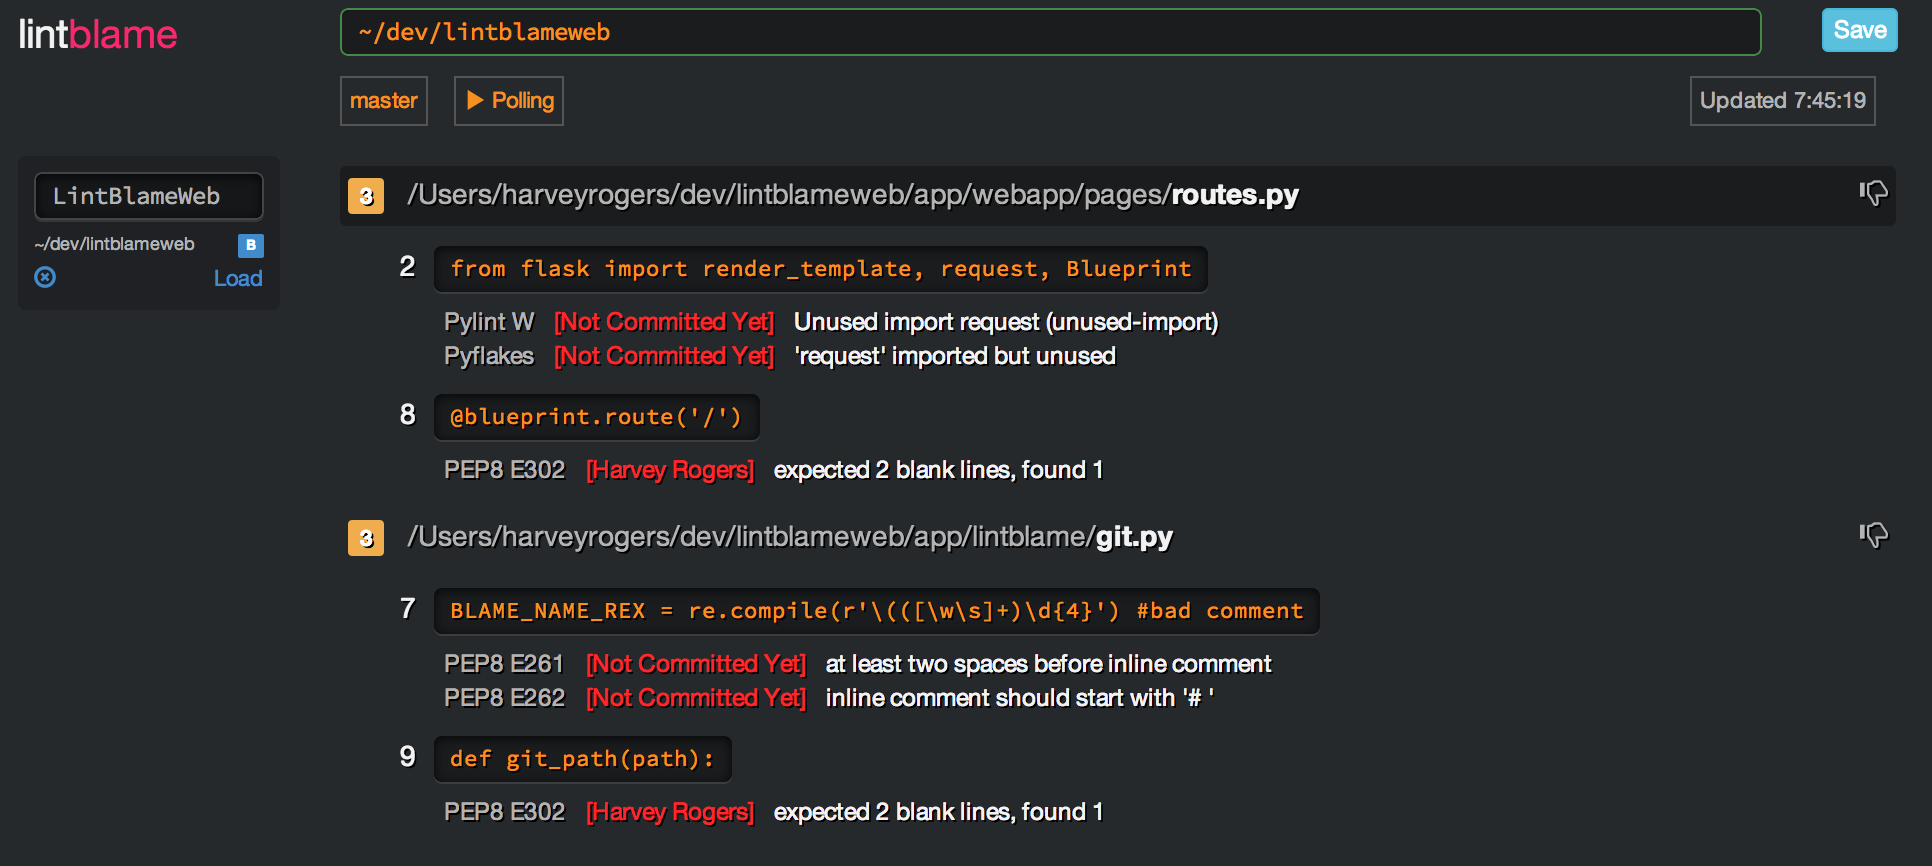 lintblame
~/dev/lintblameweb
Save
master
Polling
Updated 7:45:19
LintBlameWeb
~/dev/lintblameweb
B
Load
3 /Users/harveyrogers/dev/lintblameweb/app/webapp/pages/routes.py
2 from flask import render_template, request, Blueprint
Pylint W [Not Committed Yet] Unused import request (unused-import)
Pyflakes [Not Committed Yet] 'request' imported but unused
8 @blueprint.route('/')
PEP8 E302 [Harvey Rogers] expected 2 blank lines, found 1
3 /Users/harveyrogers/dev/lintblameweb/app/lintblame/git.py
7 BLAME_NAME_REX = re.compile(r'\(([\w\s]+)\d{4}') #bad comment
PEP8 E261 [Not Committed Yet] at least two spaces before inline comment
PEP8 E262 [Not Committed Yet] inline comment should start with '# '
9 def git_path(path):
PEP8 E302 [Harvey Rogers] expected 2 blank lines, found 1